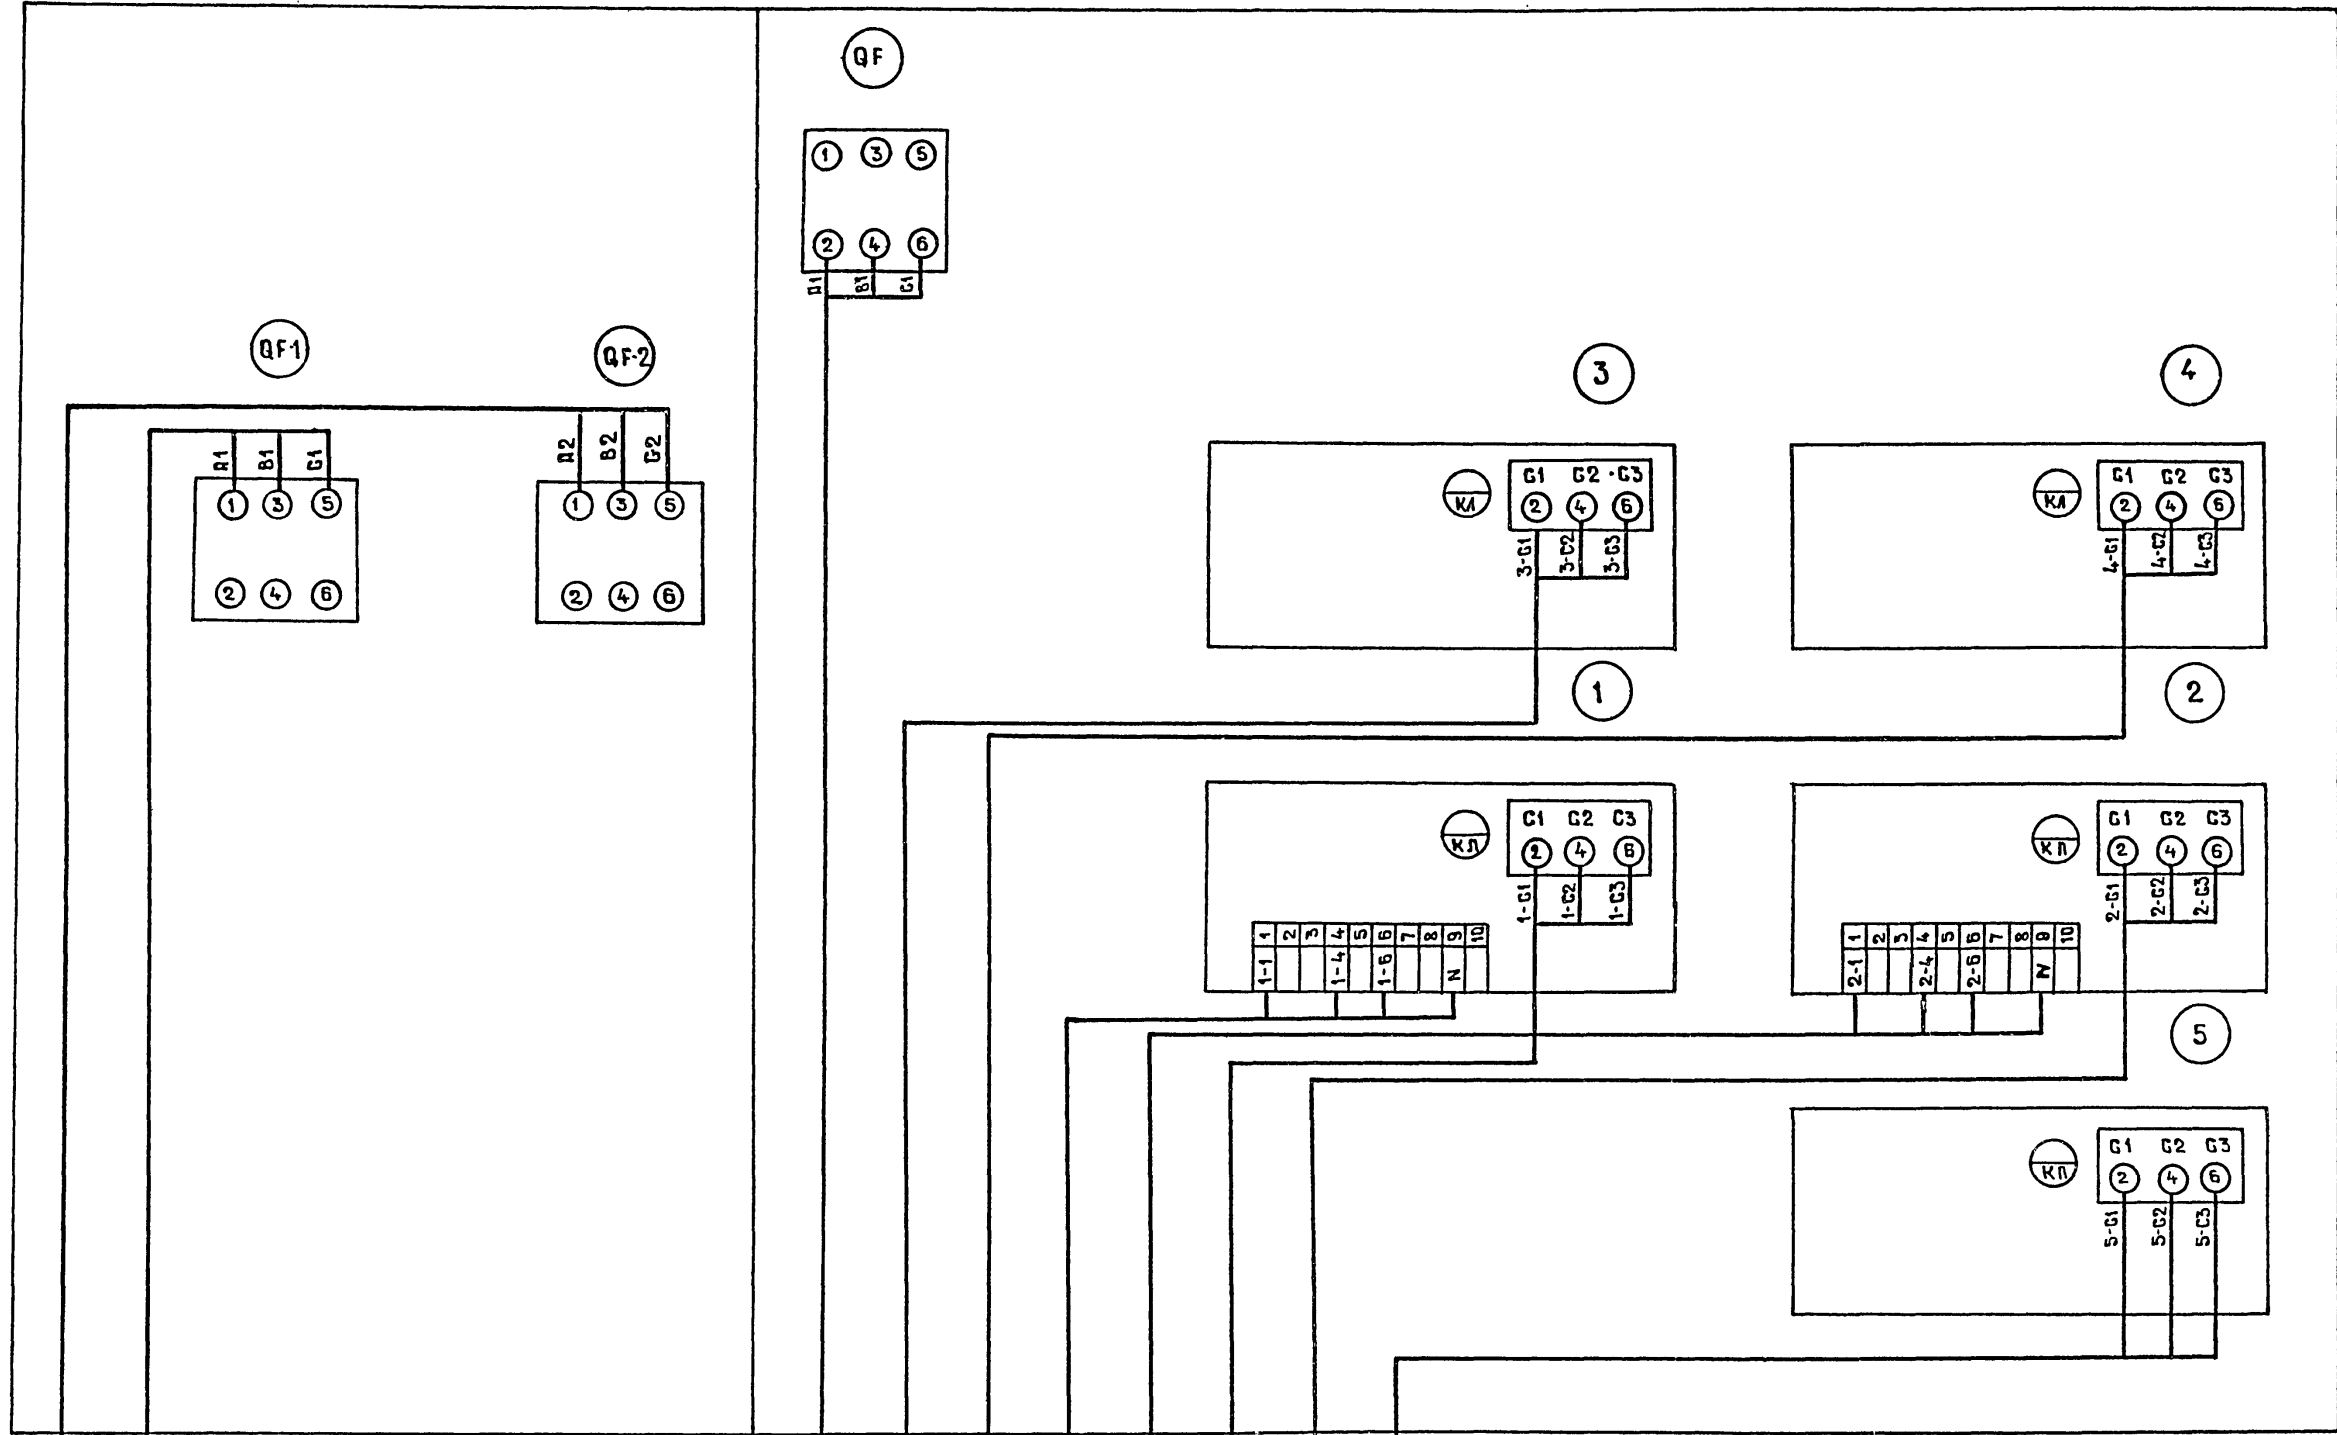 QF
1 3 5
2 4 6
A1 B1 C1
QF-1
QF-2
A1 B1 C1
1 3 5
2 4 6
A2 B2 C2
1 3 5
2 4 6
3
КЛ
C1 C2 C3
2 4 6
3-C1 3-C2 3-C3
4
КЛ
C1 C2 C3
2 4 6
4-C1 4-C2 4-C3
1
КЛ
C1 C2 C3
2 4 6
1-C1 1-C2 1-C3
1 2 3 4 5 6 7 8 9 10
1-1 1-4 1-6 N
2
КЛ
C1 C2 C3
2 4 6
2-C1 2-C2 2-C3
1 2 3 4 5 6 7 8 9 10
2-1 2-4 2-6 N
5
КЛ
C1 C2 C3
2 4 6
5-C1 5-C2 5-C3